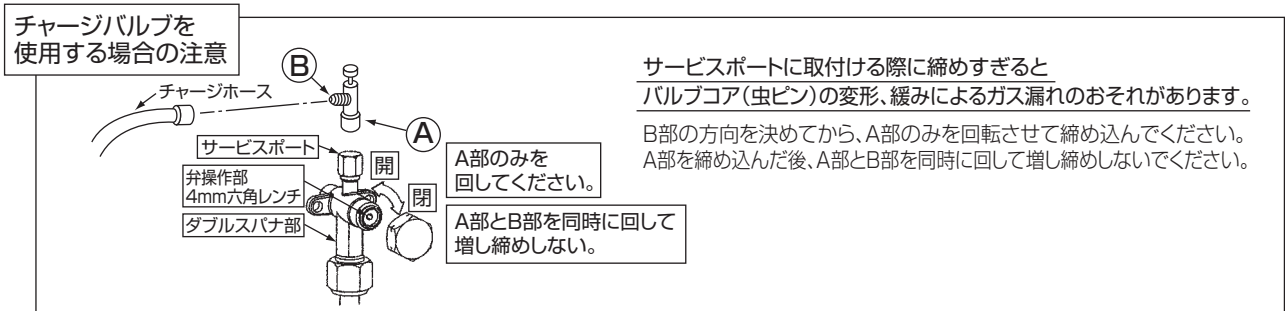 チャージバルブを
使用する場合の注意
B
チャージホース
A
サービスポート
開
弁操作部
4mm六角レンチ
閉
ダブルスパナ部
A部のみを
回してください。
A部とB部を同時に回して
増し締めしない。
サービスポートに取付ける際に締めすぎると
バルブコア(虫ピン)の変形、緩みによるガス漏れのおそれがあります。
B部の方向を決めてから、A部のみを回転させて締め込んでください。
A部を締め込んだ後、A部とB部を同時に回して増し締めしないでください。